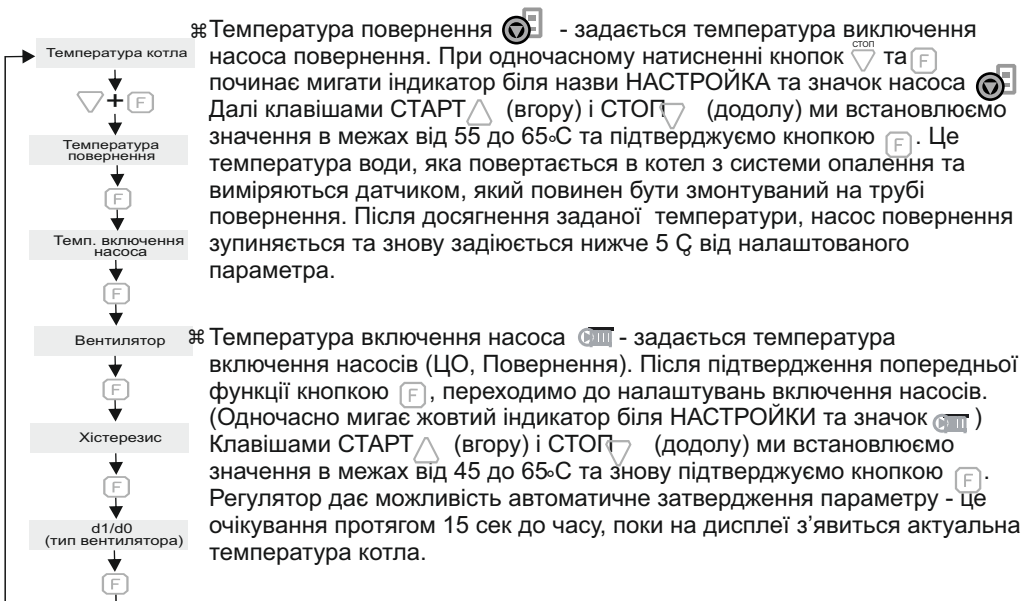 Температура котла
+ F
Температура
повернення
F
Темп. включення
насоса
F
Вентилятор
F
Хістерезис
F
d1/d0
(тип вентилятора)
F
⌘Температура повернення - задається температура виключення
насоса повернення. При одночасному натисненні кнопок стоп та F
починає мигати індикатор біля назви НАСТРОЙКА та значок насоса
Далі клавішами СТАРТ (вгору) і СТОП (додолу) ми встановлюємо
значення в межах від 55 до 65°С та підтверджуємо кнопкою F. Це
температура води, яка повертається в котел з системи опалення та
виміряються датчиком, який повинен бути змонтуваний на трубі
повернення. Після досягнення заданої температури, насос повернення
зупиняється та знову задіюється нижче 5 Ç від налаштованого
параметра.
⌘ Температура включення насоса - задається температура
включення насосів (ЦО, Повернення). Після підтвердження попередньої
функції кнопкою F, переходимо до налаштувань включення насосів.
(Одночасно мигає жовтий індикатор біля НАСТРОЙКИ та значок )
Клавішами СТАРТ (вгору) і СТОП (додолу) ми встановлюємо
значення в межах від 45 до 65°С та знову підтверджуємо кнопкою F.
Регулятор дає можливість автоматичне затвердження параметру - це
очікування протягом 15 сек до часу, поки на дисплеї з’явиться актуальна
температура котла.